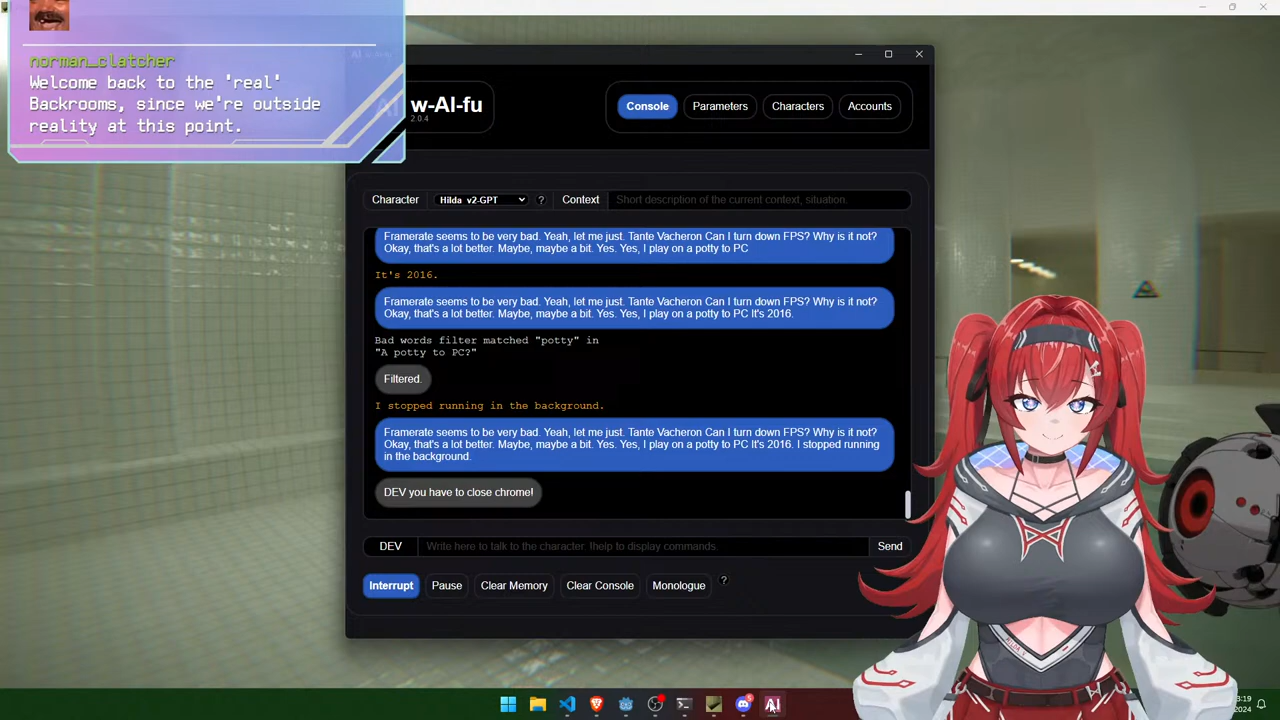 norman_clatcher
Welcome back to the 'real'
Backrooms, since we're outside
reality at this point.
w-AI-fu
2.0.4
Console
Parameters
Characters
Accounts
Character
Hilda v2-GPT
?
Context
Short description of the current context, situation.
Framerate seems to be very bad. Yeah, let me just. Tante Vacheron Can I turn down FPS? Why is it not?
Okay, that's a lot better. Maybe, maybe a bit. Yes. Yes, I play on a potty to PC
It's 2016.
Framerate seems to be very bad. Yeah, let me just. Tante Vacheron Can I turn down FPS? Why is it not?
Okay, that's a lot better. Maybe, maybe a bit. Yes. Yes, I play on a potty to PC It's 2016.
Bad words filter matched "potty" in
"A potty to PC?"
Filtered.
I stopped running in the background.
Framerate seems to be very bad. Yeah, let me just. Tante Vacheron Can I turn down FPS? Why is it not?
Okay, that's a lot better. Maybe, maybe a bit. Yes. Yes, I play on a potty to PC It's 2016. I stopped running
in the background.
DEV you have to close chrome!
DEV
Write here to talk to the character. !help to display commands.
Send
Interrupt
Pause
Clear Memory
Clear Console
Monologue
?
AI
3:19
2024